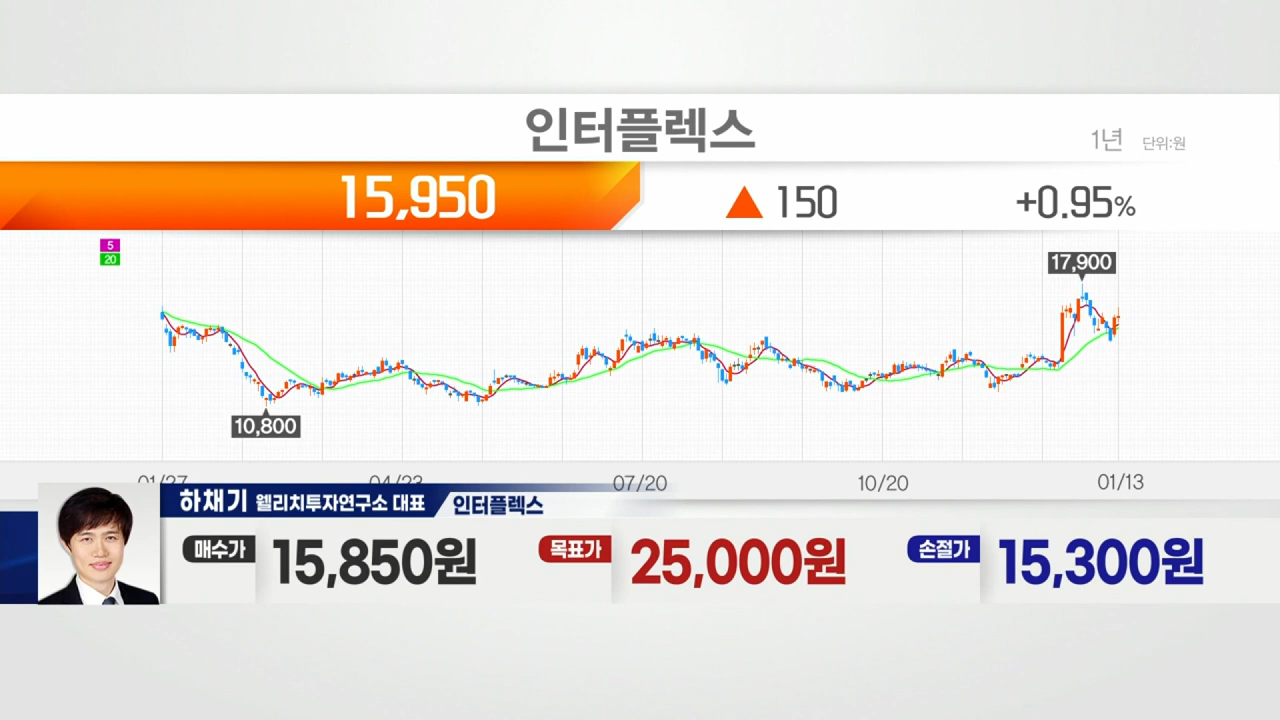 인터플렉스
1년 단위:원
15,950 ▲ 150 +0.95%
5
20
17,900
10,800
01/27 04/23 07/20 10/20 01/13
하채기 웰리치투자연구소 대표 인터플렉스
매수가 15,850원 목표가 25,000원 손절가 15,300원